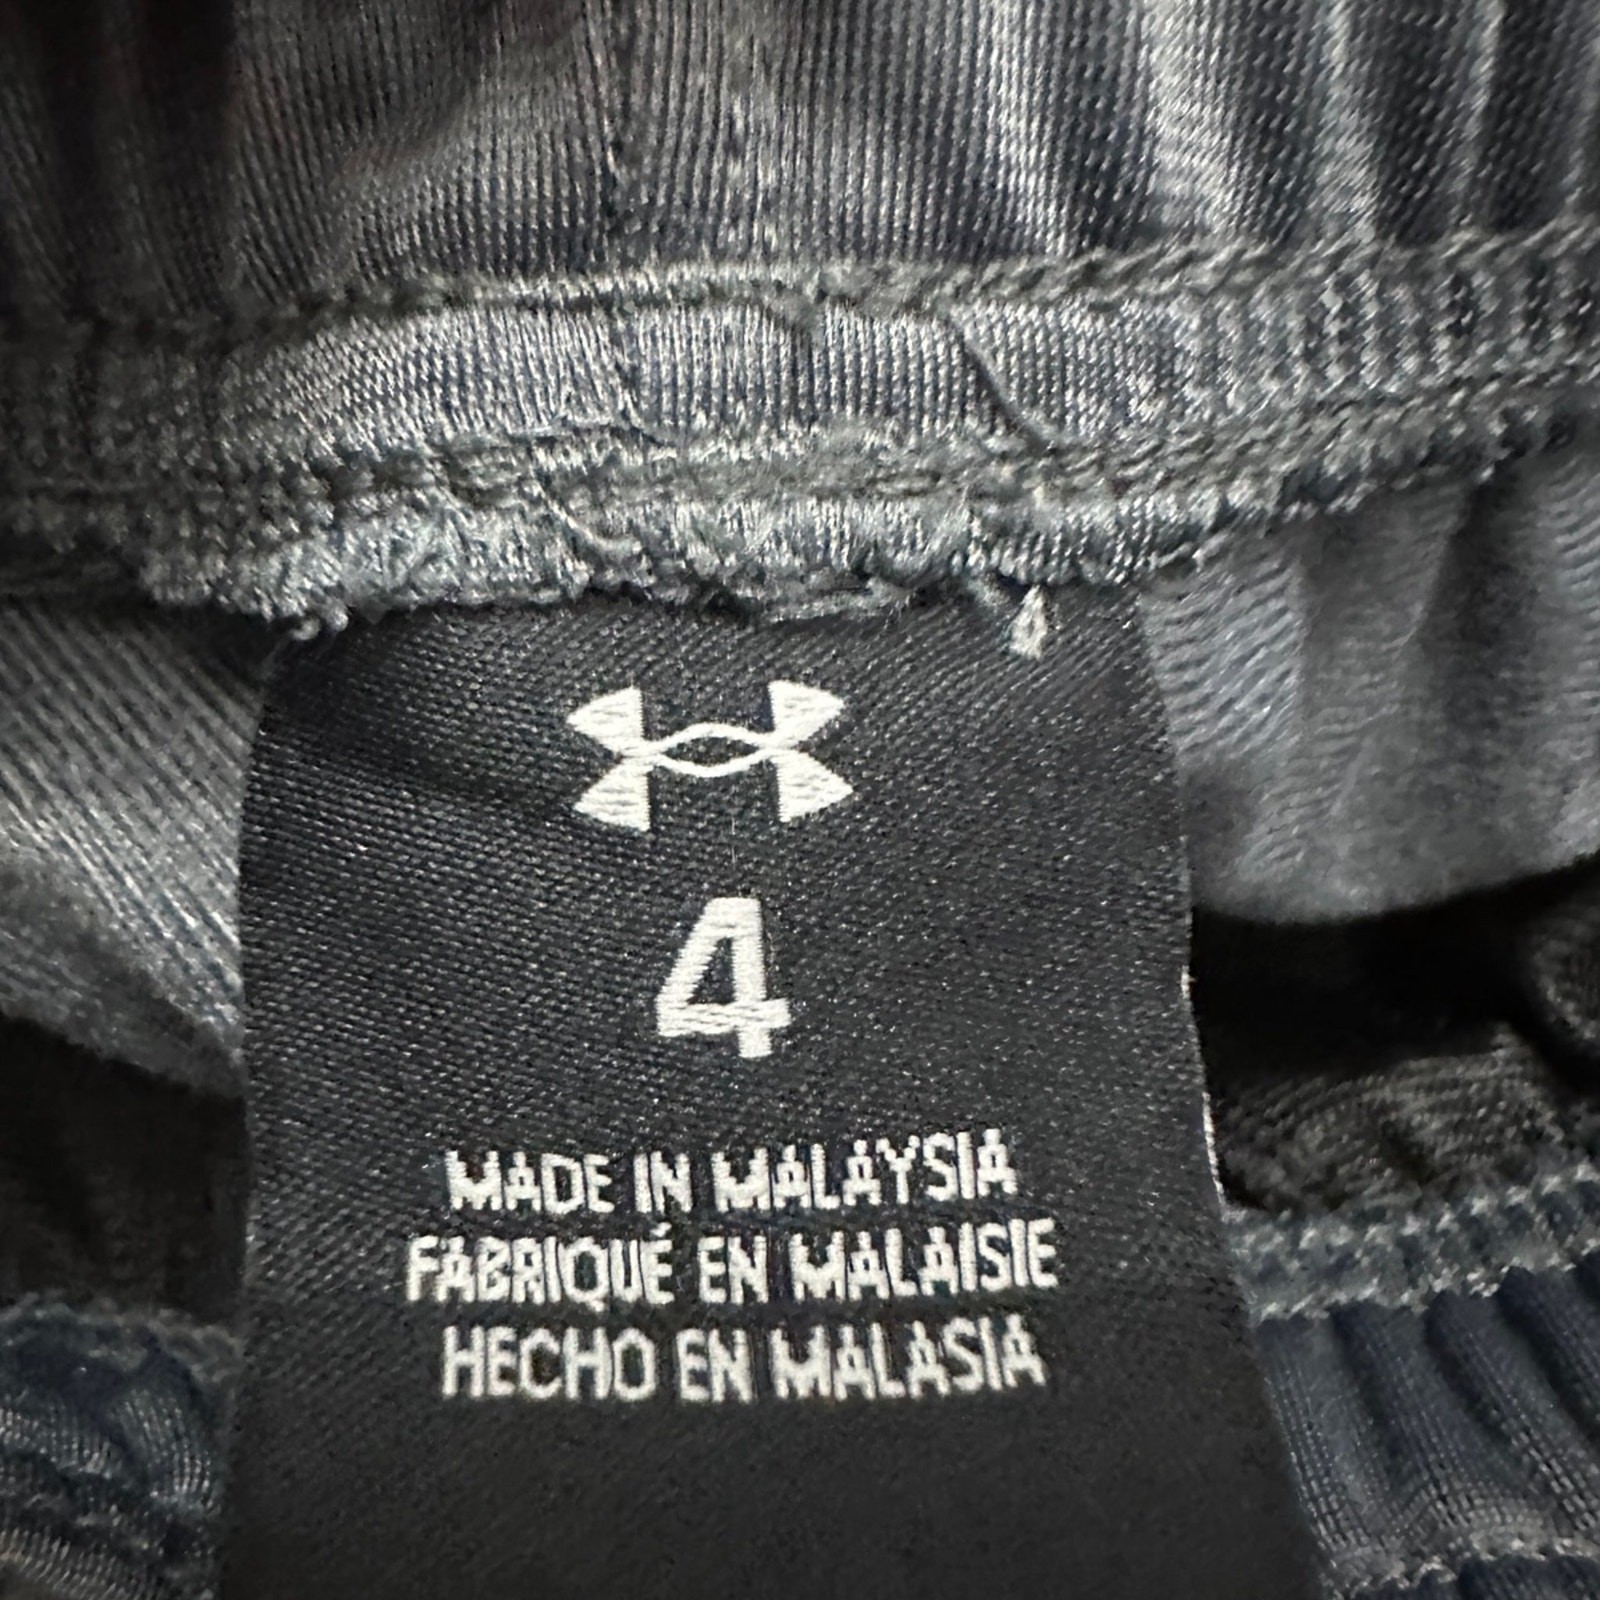 4
MADE IN MALAYSIA
FABRIQUÉ EN MALAISIE
HECHO EN MALASIA